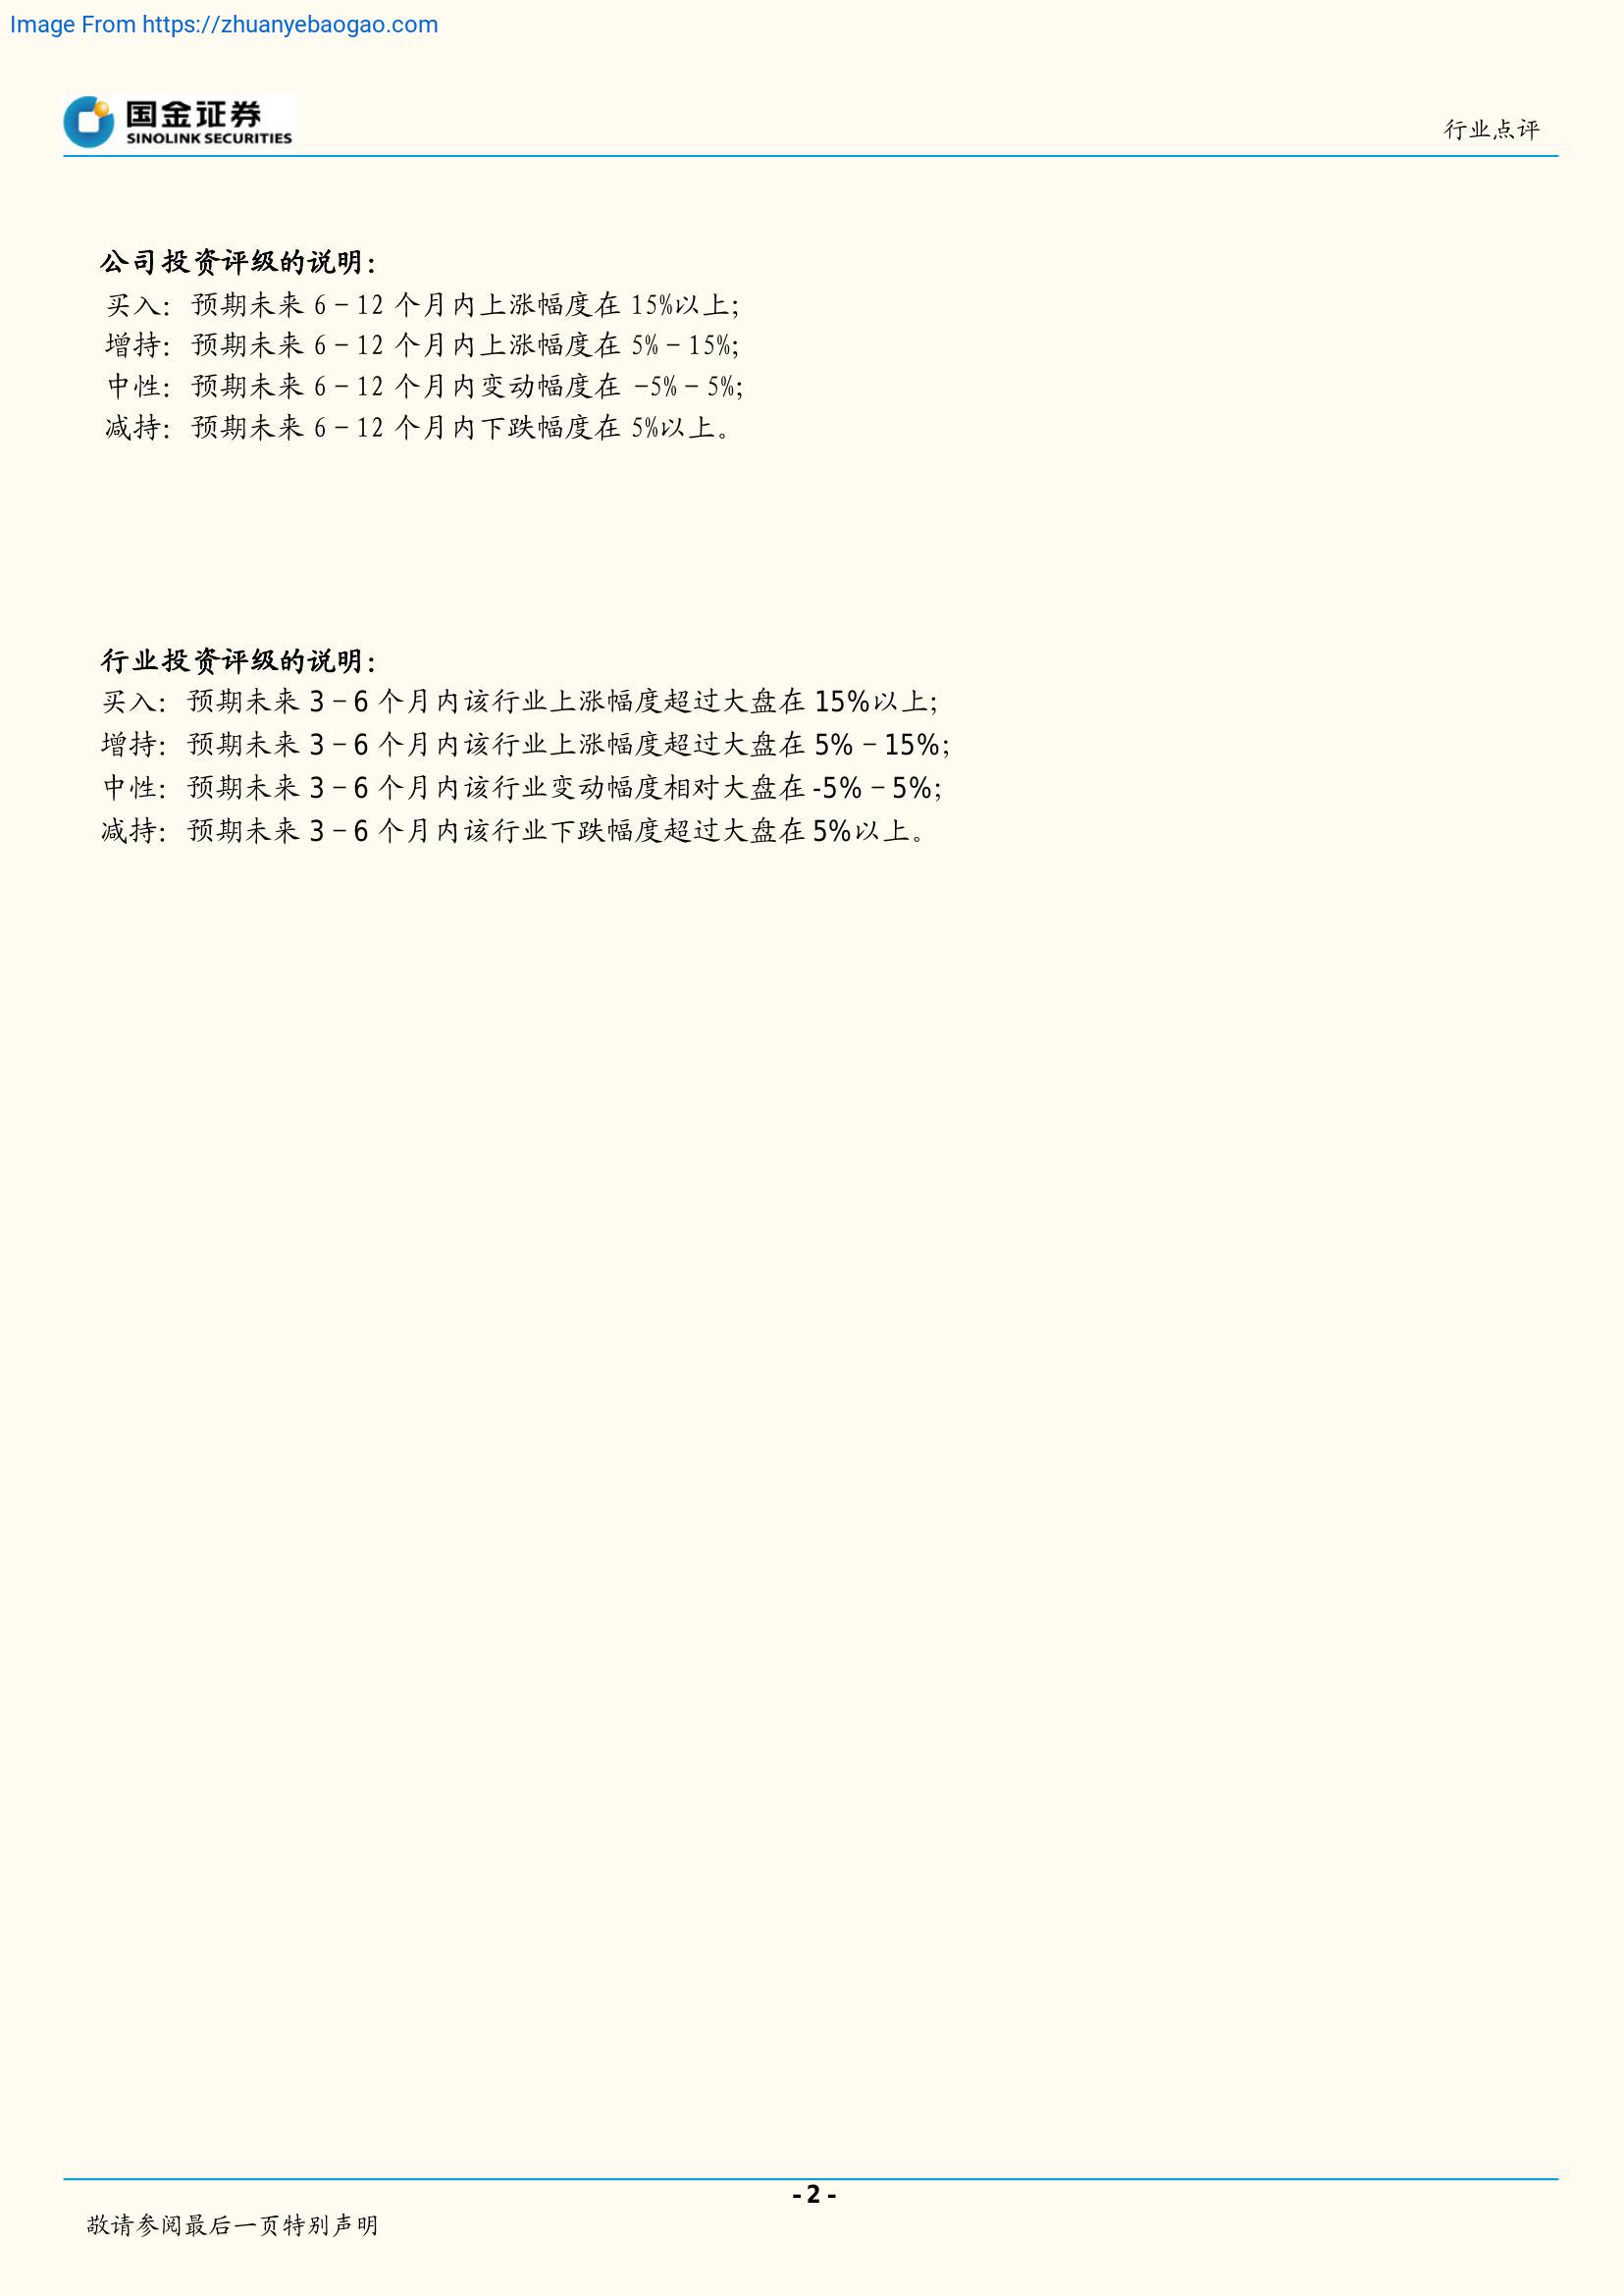 Image From https://zhuanyebaogao.com
国金证券
SINOLINK SECURITIES
行业点评
公司投资评级的说明：
买入：预期未来 6－12 个月内上涨幅度在 15%以上；
增持：预期未来 6－12 个月内上涨幅度在 5%－15%；
中性：预期未来 6－12 个月内变动幅度在 －5%－5%；
减持：预期未来 6－12 个月内下跌幅度在 5%以上。
行业投资评级的说明：
买入：预期未来 3－6 个月内该行业上涨幅度超过大盘在 15%以上；
增持：预期未来 3－6 个月内该行业上涨幅度超过大盘在 5%－15%；
中性：预期未来 3－6 个月内该行业变动幅度相对大盘在 -5%－5%；
减持：预期未来 3－6 个月内该行业下跌幅度超过大盘在 5%以上。
- 2 -
敬请参阅最后一页特别声明